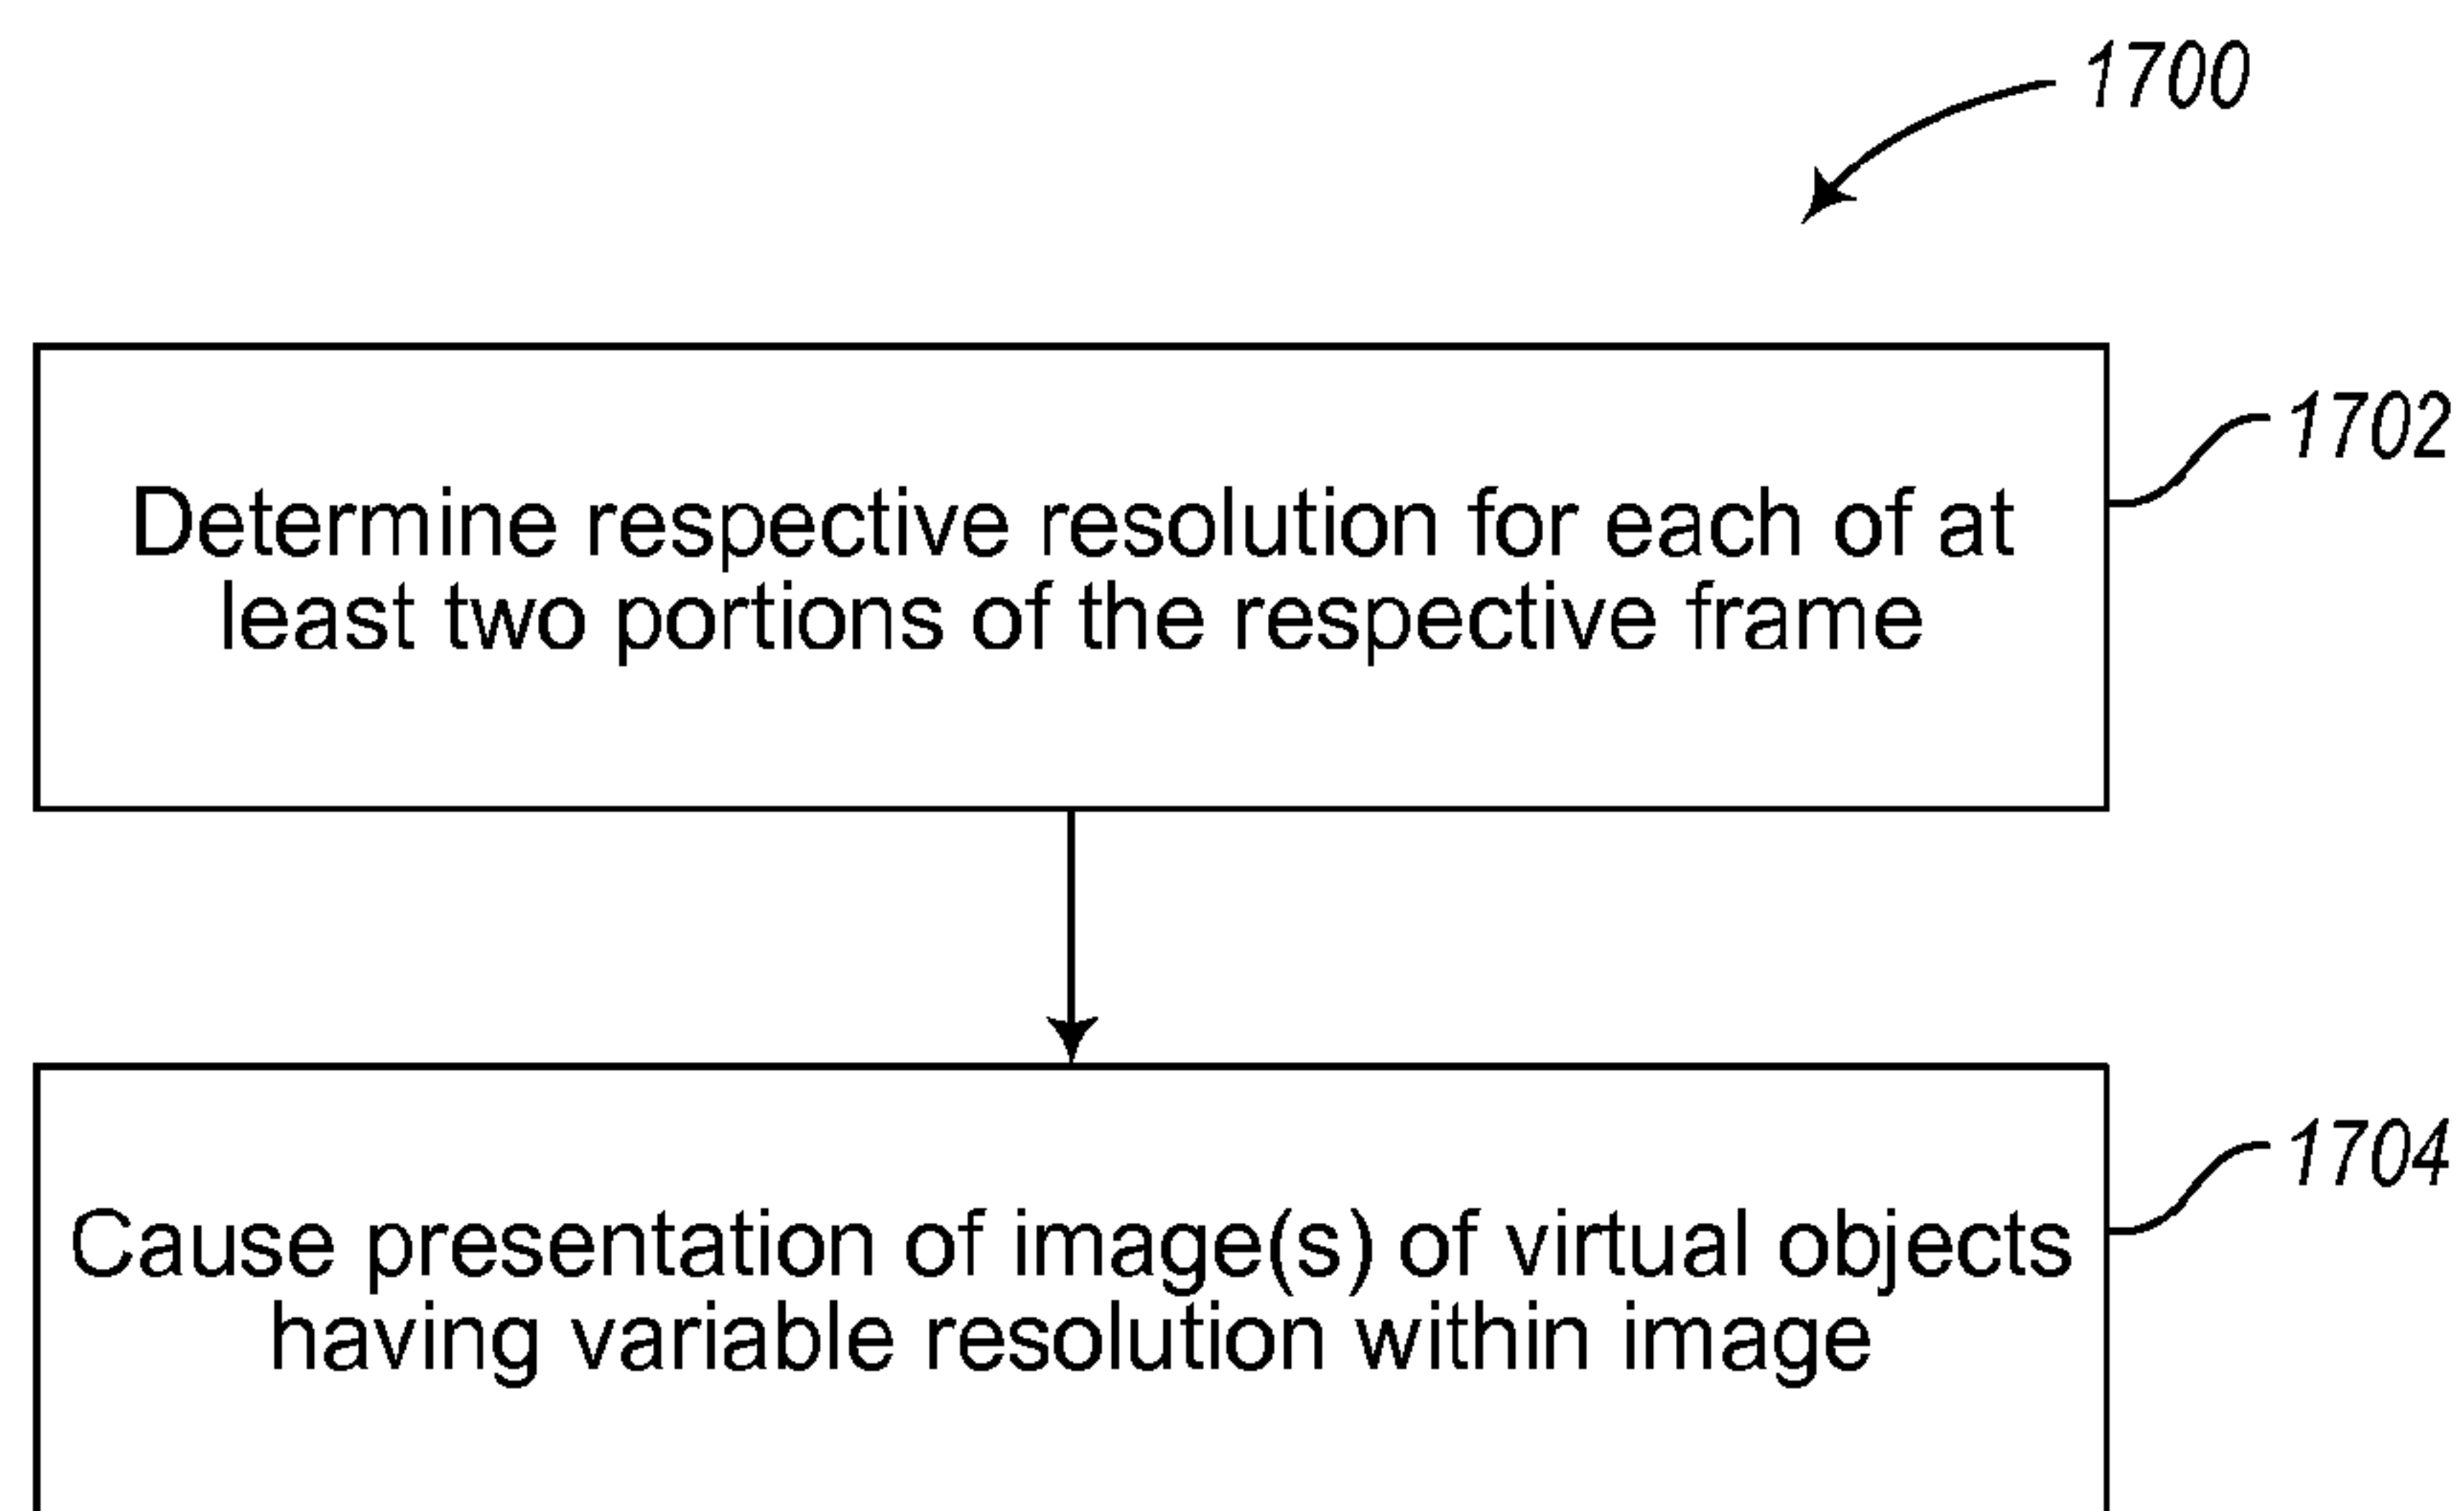 1700
1702
Determine respective resolution for each of at
least two portions of the respective frame
1704
Cause presentation of image(s) of virtual objects
having variable resolution within image